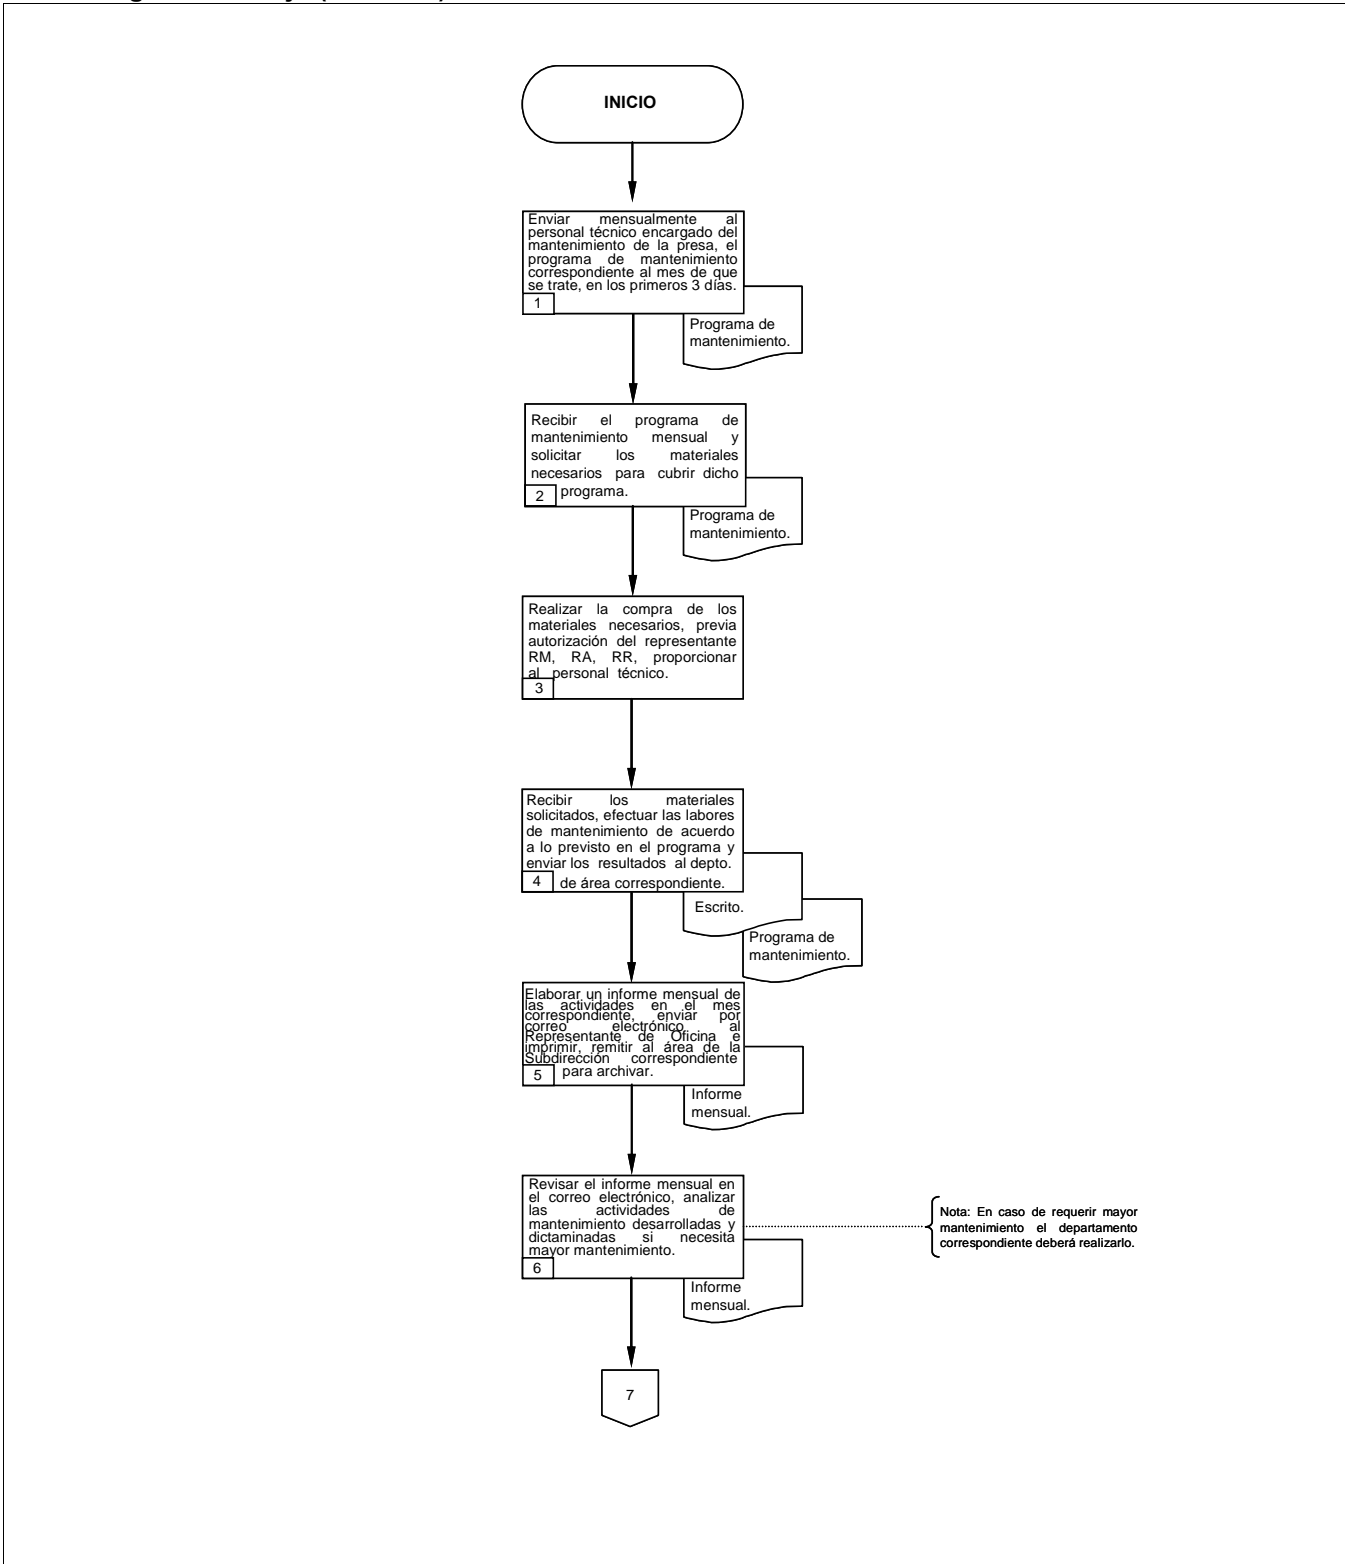 INICIO
Enviar mensualmente al
personal técnico encargado del
mantenimiento de la presa, el
programa de mantenimiento
correspondiente al mes de que
se trate, en los primeros 3 días.
1
Programa de
mantenimiento.
Recibir el programa de
mantenimiento mensual y
solicitar los materiales
necesarios para cubrir dicho
programa.
2
Programa de
mantenimiento.
Realizar la compra de los
materiales necesarios, previa
autorización del representante
RM, RA, RR, proporcionar
al personal técnico.
3
Recibir los materiales
solicitados, efectuar las labores
de mantenimiento de acuerdo
a lo previsto en el programa y
enviar los resultados al depto.
de área correspondiente.
4
Escrito.
Programa de
mantenimiento.
Elaborar un informe mensual de
las actividades en el mes
correspondiente, enviar por
correo electrónico al
Representante de Oficina e
imprimir, remitir al área de la
Subdirección correspondiente
para archivar.
5
Informe
mensual.
Revisar el informe mensual en
el correo electrónico, analizar
las actividades de
mantenimiento desarrolladas y
dictaminadas si necesita
mayor mantenimiento.
6
Nota: En caso de requerir mayor
mantenimiento el departamento
correspondiente deberá realizarlo.
Informe
mensual.
7